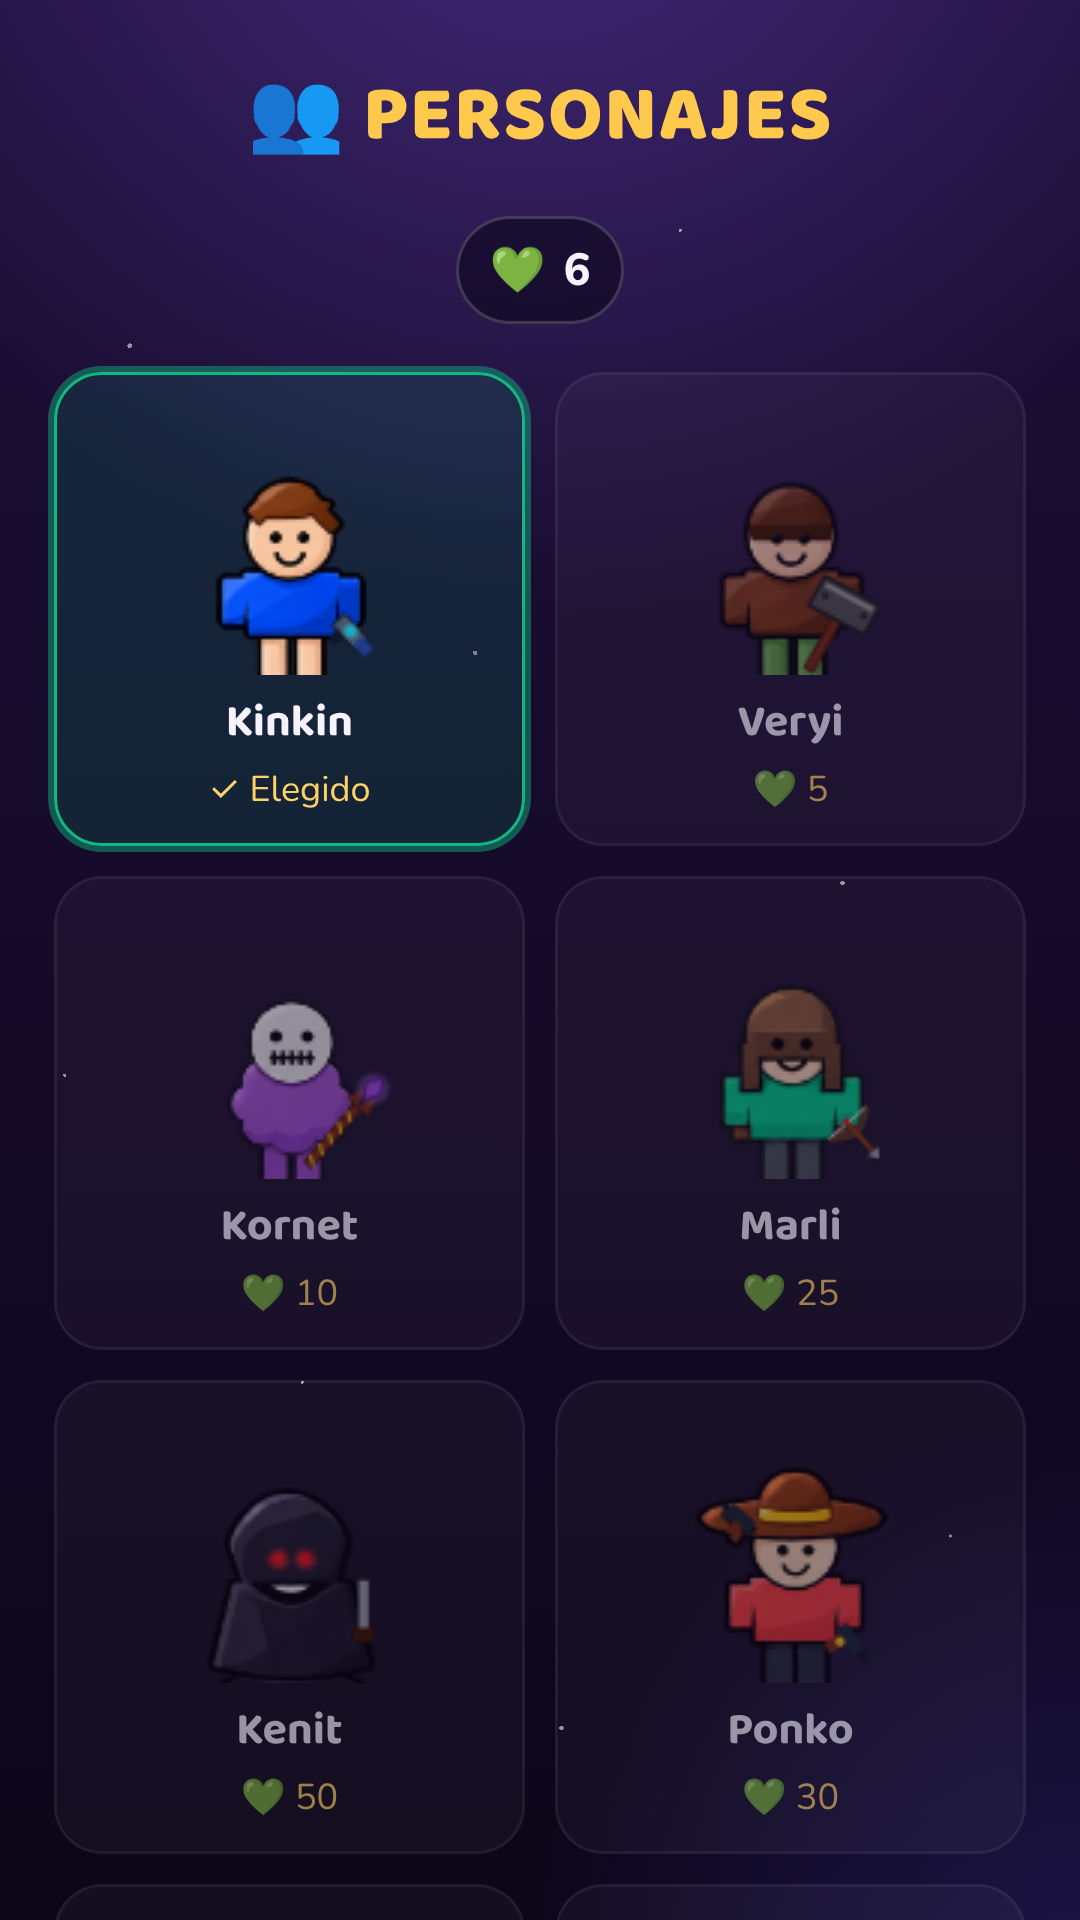 👥 PERSONAJES
💚 6
Kinkin
✓ Elegido
Veryi
💚 5
Kornet
💚 10
Marli
💚 25
Kenit
💚 50
Ponko
💚 30